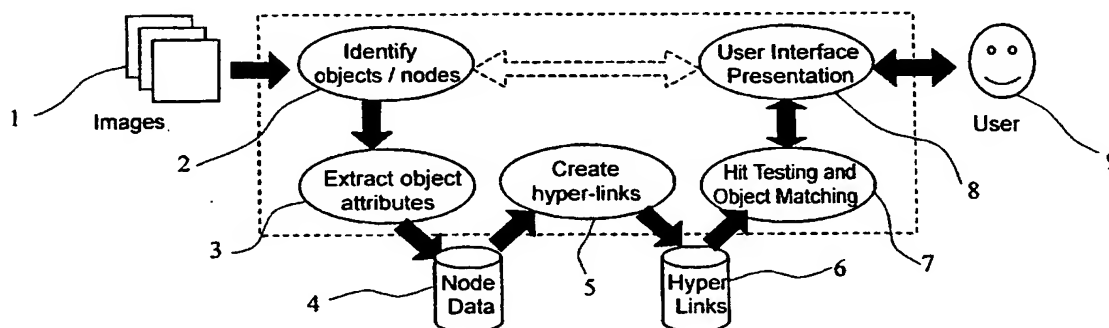 Identify
objects / nodes
User Interface
Presentation
1
Images
2
User
9
8
Extract object
attributes
Create
hyper-links
Hit Testing and
Object Matching
3
4
Node
Data
5
Hyper
Links
6
7